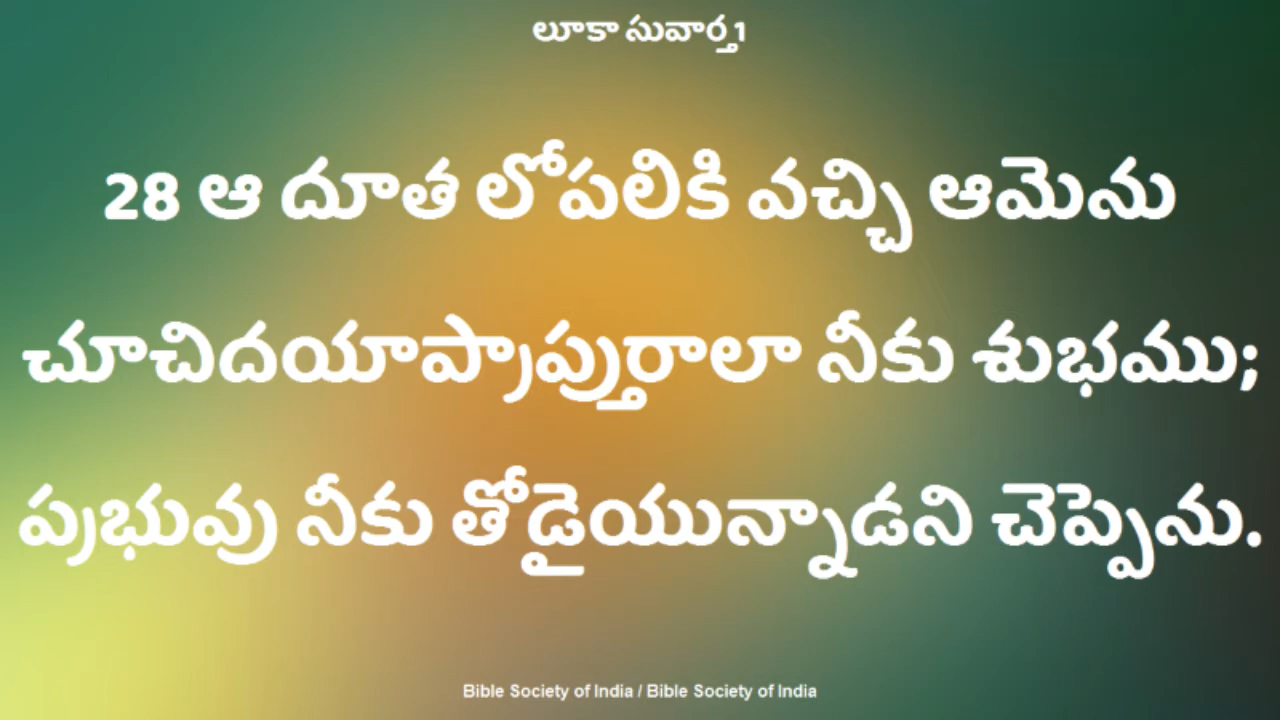 లూకా సువార్త 1
28 ఆ దూత లోపలికి వచ్చి ఆమెను
చూచిదయాప్రాప్తురాలా నీకు శుభము;
ప్రభువు నీకు తోడైయున్నాడని చెప్పెను.
Bible Society of India / Bible Society of India